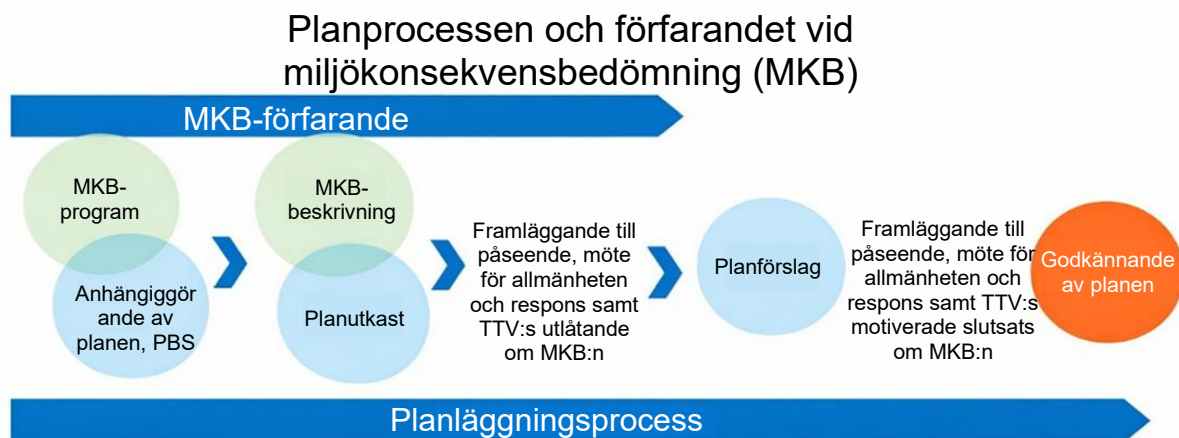 Planprocessen och förfarandet vid
miljökonsekvensbedömning (MKB)
MKB-förfarande
MKB-
program
Anhängiggör
ande av
planen, PBS
MKB-
beskrivning
Planutkast
Framläggande till
påseende, möte
för allmänheten
och respons samt
TTV:s utlåtande
om MKB:n
Planförslag
Framläggande till
påseende, möte för
allmänheten och
respons samt TTV:s
motiverade slutsats
om MKB:n
Godkännande
av planen
Planläggningsprocess